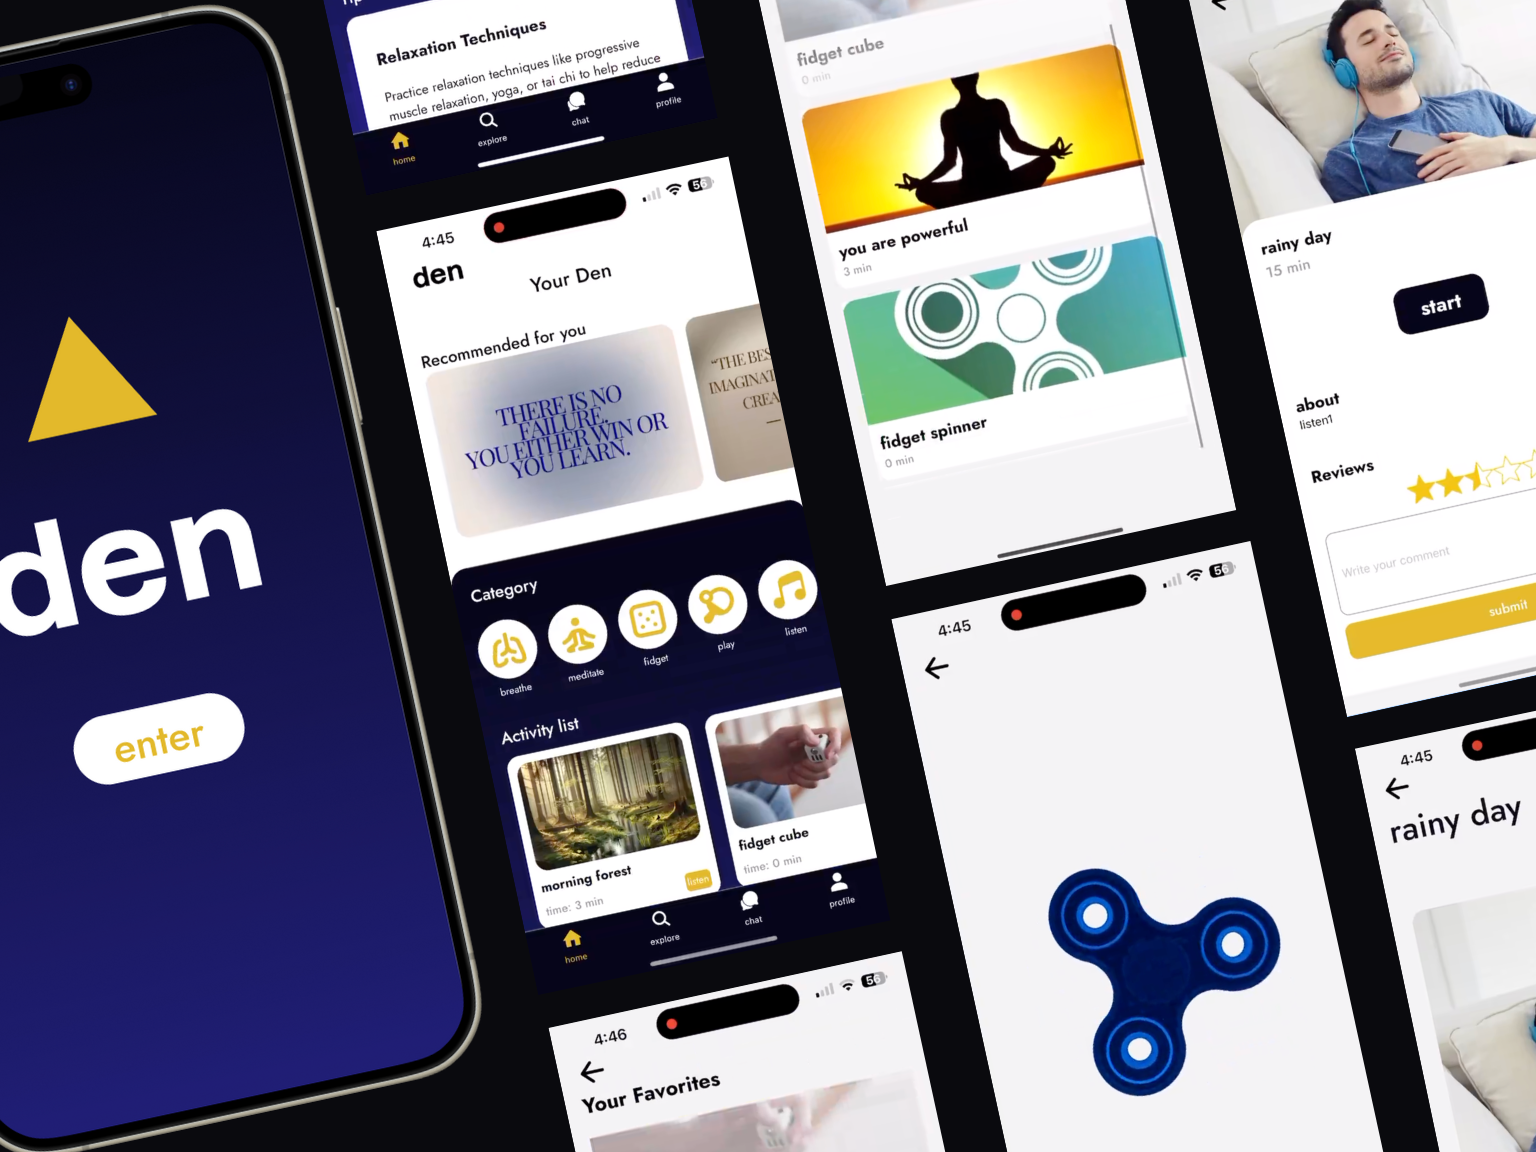 den
enter
Relaxation Techniques
Practice relaxation techniques like progressive
muscle relaxation, yoga, or tai chi to help reduce
home
explore
chat
profile
4:45
56
den
Your Den
Recommended for you
THERE IS NO
FAILURE.
YOU EITHER WIN OR
YOU LEARN.
"THE BES
IMAGINAT
CREA
—
Category
breathe
meditate
fidget
play
listen
Activity list
morning forest
time: 3 min
listen
fidget cube
time: 0 min
home
explore
chat
profile
4:46
56
Your Favorites
fidget cube
0 min
you are powerful
3 min
fidget spinner
0 min
4:45
56
rainy day
15 min
start
about
listen1
Reviews
Write your comment
submit
4:45
rainy day